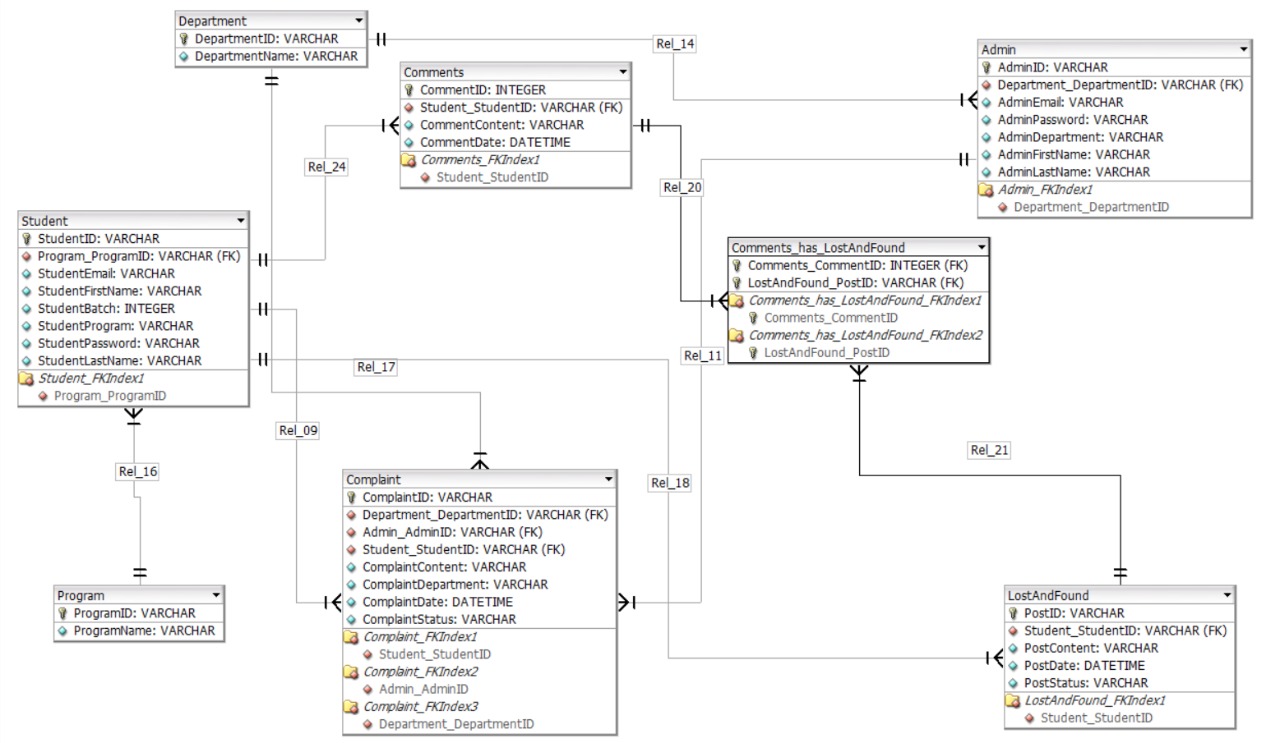 Department
DepartmentID: VARCHAR
DepartmentName: VARCHAR
Rel_14
Admin
AdminID: VARCHAR
Department_DepartmentID: VARCHAR (FK)
AdminEmail: VARCHAR
AdminPassword: VARCHAR
AdminDepartment: VARCHAR
AdminFirstName: VARCHAR
AdminLastName: VARCHAR
Admin_FKIndex1
Department_DepartmentID
Comments
CommentID: INTEGER
Student_StudentID: VARCHAR (FK)
CommentContent: VARCHAR
CommentDate: DATETIME
Comments_FKIndex1
Student_StudentID
Rel_24
Rel_20
Student
StudentID: VARCHAR
Program_ProgramID: VARCHAR (FK)
StudentEmail: VARCHAR
StudentFirstName: VARCHAR
StudentBatch: INTEGER
StudentProgram: VARCHAR
StudentPassword: VARCHAR
StudentLastName: VARCHAR
Student_FKIndex1
Program_ProgramID
Comments_has_LostAndFound
Comments_CommentID: INTEGER (FK)
LostAndFound_PostID: VARCHAR (FK)
Comments_has_LostAndFound_FKIndex1
Comments_CommentID
Comments_has_LostAndFound_FKIndex2
LostAndFound_PostID
Rel_11
Rel_17
Rel_09
Rel_16
Rel_21
Rel_18
Complaint
ComplaintID: VARCHAR
Department_DepartmentID: VARCHAR (FK)
Admin_AdminID: VARCHAR (FK)
Student_StudentID: VARCHAR (FK)
ComplaintContent: VARCHAR
ComplaintDepartment: VARCHAR
ComplaintDate: DATETIME
ComplaintStatus: VARCHAR
Complaint_FKIndex1
Student_StudentID
Complaint_FKIndex2
Admin_AdminID
Complaint_FKIndex3
Department_DepartmentID
Program
ProgramID: VARCHAR
ProgramName: VARCHAR
LostAndFound
PostID: VARCHAR
Student_StudentID: VARCHAR (FK)
PostContent: VARCHAR
PostDate: DATETIME
PostStatus: VARCHAR
LostAndFound_FKIndex1
Student_StudentID